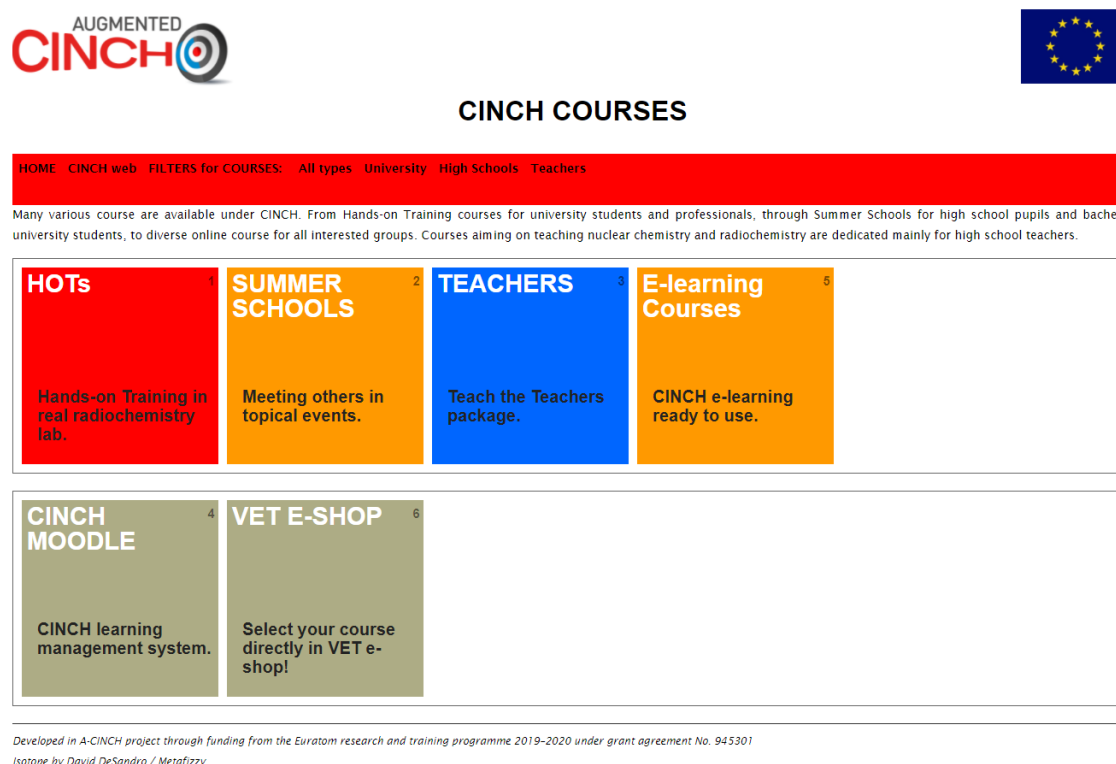 AUGMENTED
CINCH
CINCH COURSES
HOME CINCH web FILTERS for COURSES: All types University High Schools Teachers
Many various course are available under CINCH. From Hands-on Training courses for university students and professionals, through Summer Schools for high school pupils and bache
university students, to diverse online course for all interested groups. Courses aiming on teaching nuclear chemistry and radiochemistry are dedicated mainly for high school teachers.
HOTs 1
Hands-on Training in
real radiochemistry
lab.
SUMMER 2
SCHOOLS
Meeting others in
topical events.
TEACHERS 3
Teach the Teachers
package.
E-learning 5
Courses
CINCH e-learning
ready to use.
CINCH 4
MOODLE
CINCH learning
management system.
VET E-SHOP 6
Select your course
directly in VET e-
shop!
Developed in A-CINCH project through funding from the Euratom research and training programme 2019–2020 under grant agreement No. 945301
Isotope by David DeSandro / Metafizzy